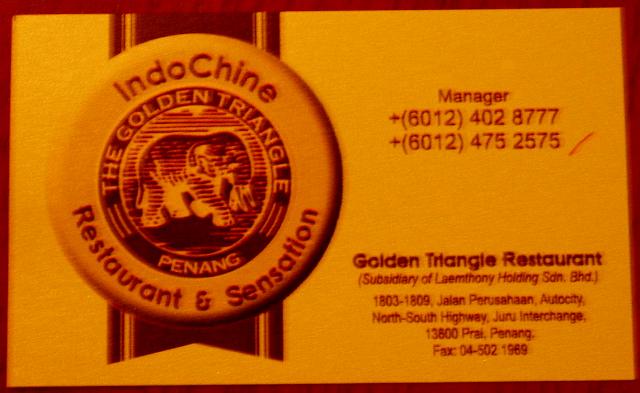 IndoChine
THE GOLDEN TRIANGLE
PENANG
Restaurant & Sensation
Manager
+(6012) 402 8777
+(6012) 475 2575
Golden Triangle Restaurant
(Subsidiary of Laemthony Holding Sdn. Bhd.)
1803-1809, Jalan Perusahaan, Autocity,
North-South Highway, Juru Interchange,
13600 Prai, Penang.
Fax: 04-502 1969